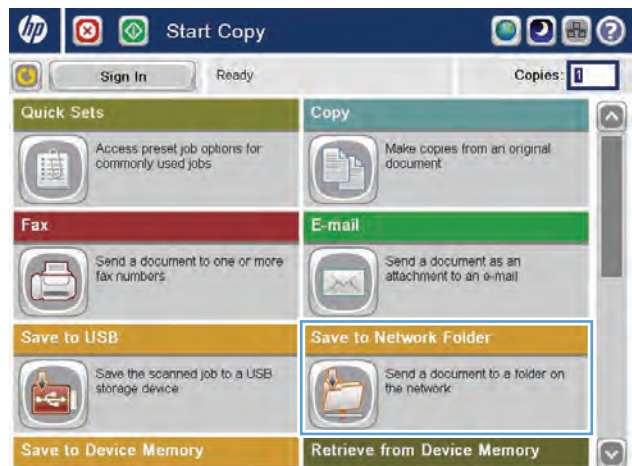 hp
Start Copy
?
Sign In
Ready
Copies: 1
Quick Sets
Access preset job options for
commonly used jobs
Copy
Make copies from an original
document
Fax
Send a document to one or more
fax numbers
E-mail
Send a document as an
attachment to an e-mail
Save to USB
Save the scanned job to a USB
storage device
Save to Network Folder
Send a document to a folder on
the network
Save to Device Memory
Retrieve from Device Memory